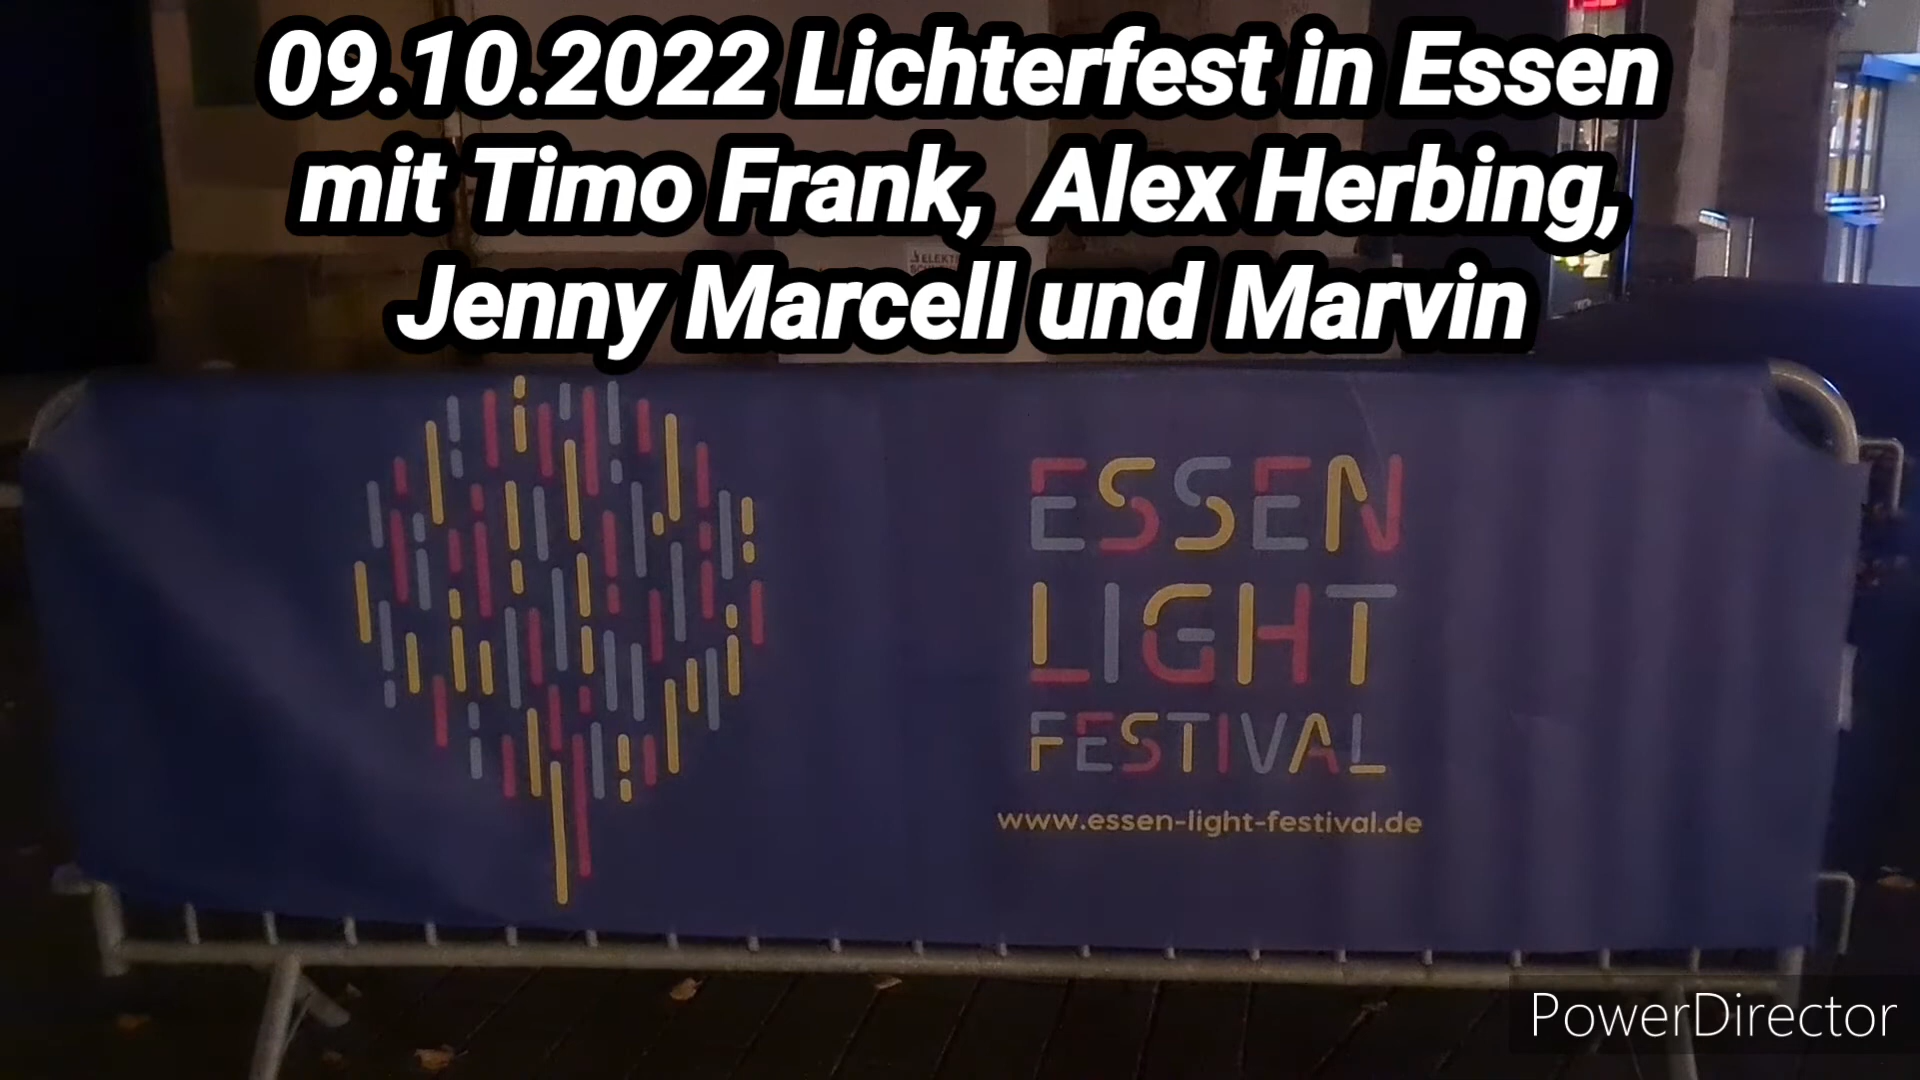 09.10.2022 Lichterfest in Essen
mit Timo Frank, Alex Herbing,
Jenny Marcell und Marvin
ESSEN
LIGHT
FESTIVAL
www.essen-light-festival.de
PowerDirector